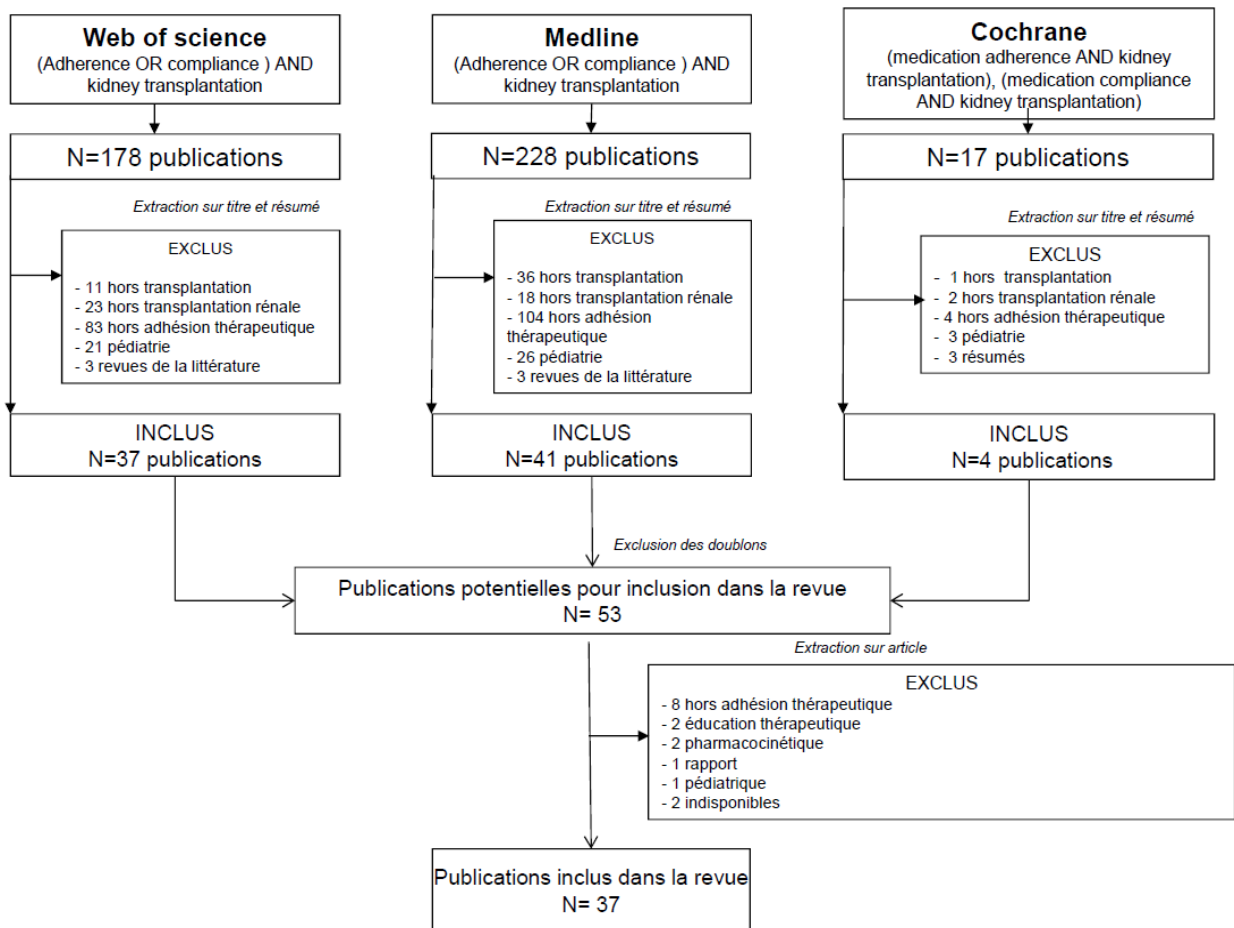 Web of science
(Adherence OR compliance ) AND
kidney transplantation
N=178 publications
Extraction sur titre et résumé
EXCLUS
- 11 hors transplantation
- 23 hors transplantation rénale
- 83 hors adhésion thérapeutique
- 21 pédiatrie
- 3 revues de la littérature
INCLUS
N=37 publications
Medline
(Adherence OR compliance ) AND
kidney transplantation
N=228 publications
Extraction sur titre et résumé
EXCLUS
- 36 hors transplantation
- 18 hors transplantation rénale
- 104 hors adhésion
thérapeutique
- 26 pédiatrie
- 3 revues de la littérature
INCLUS
N=41 publications
Cochrane
(medication adherence AND kidney
transplantation), (medication compliance
AND kidney transplantation)
N=17 publications
Extraction sur titre et résumé
EXCLUS
- 1 hors transplantation
- 2 hors transplantation rénale
- 4 hors adhésion thérapeutique
- 3 pédiatrie
- 3 résumés
INCLUS
N=4 publications
Exclusion des doublons
Publications potentielles pour inclusion dans la revue
N= 53
Extraction sur article
EXCLUS
- 8 hors adhésion thérapeutique
- 2 éducation thérapeutique
- 2 pharmacocinétique
- 1 rapport
- 1 pédiatrique
- 2 indisponibles
Publications inclus dans la revue
N= 37